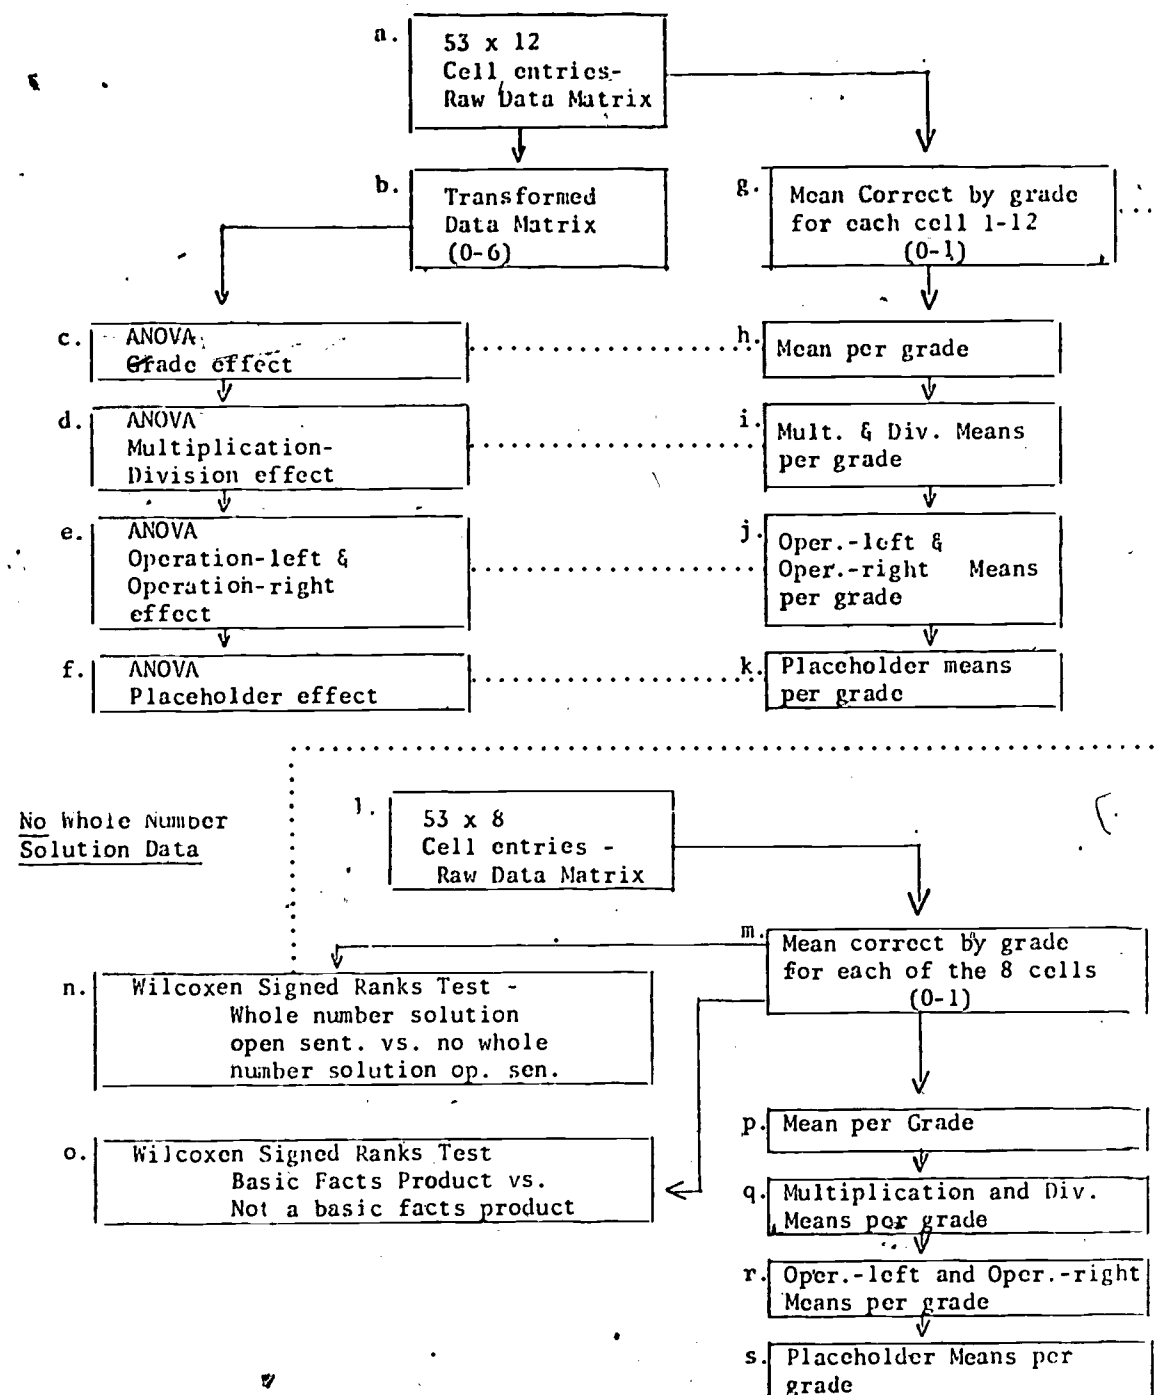 a. 53 x 12
Cell entries-
Raw Data Matrix
b. Transformed
Data Matrix
(0-6)
g. Mean Correct by grade
for each cell 1-12
(0-1)
c. ANOVA
Grade effect
h. Mean per grade
d. ANOVA
Multiplication-
Division effect
i. Mult. & Div. Means
per grade
e. ANOVA
Operation-left &
Operation-right
effect
j. Oper.-left &
Oper.-right Means
per grade
f. ANOVA
Placeholder effect
k. Placeholder means
per grade
No Whole Number
Solution Data
l. 53 x 8
Cell entries -
Raw Data Matrix
m. Mean correct by grade
for each of the 8 cells
(0-1)
n. Wilcoxen Signed Ranks Test -
Whole number solution
open sent. vs. no whole
number solution op. sen.
o. Wilcoxen Signed Ranks Test
Basic Facts Product vs.
Not a basic facts product
p. Mean per Grade
q. Multiplication and Div.
Means per grade
r. Oper.-left and Oper.-right
Means per grade
s. Placeholder Means per
grade